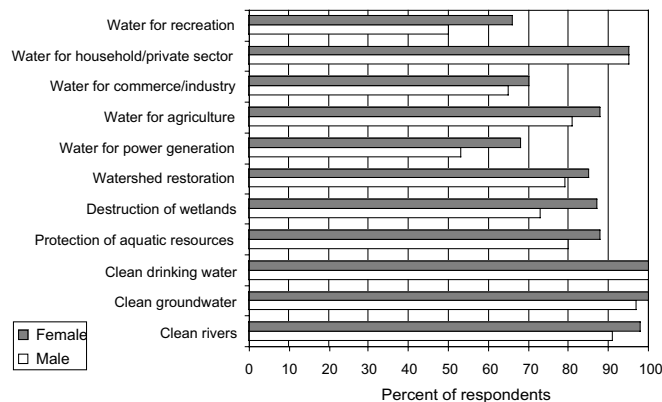 Water for recreation
Water for household/private sector
Water for commerce/industry
Water for agriculture
Water for power generation
Watershed restoration
Destruction of wetlands
Protection of aquatic resources
Clean drinking water
Clean groundwater
Clean rivers
Female
Male
0 10 20 30 40 50 60 70 80 90 100
Percent of respondents